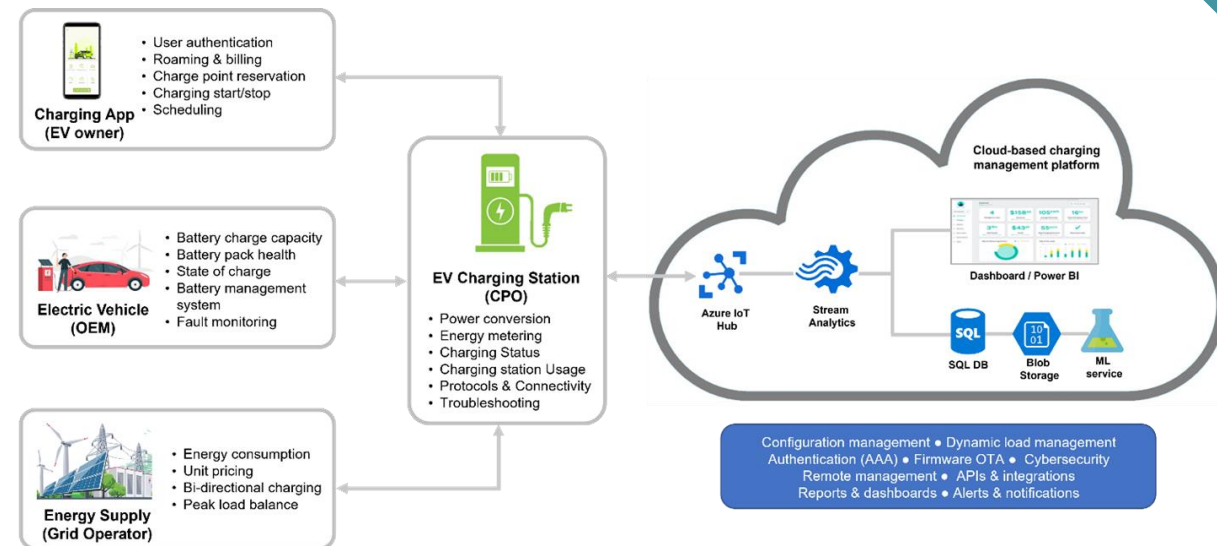 • User authentication
• Roaming & billing
• Charge point reservation
• Charging start/stop
• Scheduling
Charging App
(EV owner)
• Battery charge capacity
• Battery pack health
• State of charge
• Battery management
system
• Fault monitoring
Electric Vehicle
(OEM)
• Energy consumption
• Unit pricing
• Bi-directional charging
• Peak load balance
Energy Supply
(Grid Operator)
EV Charging Station
(CPO)
• Power conversion
• Energy metering
• Charging Status
• Charging station Usage
• Protocols & Connectivity
• Troubleshooting
Cloud-based charging
management platform
Dashboard / Power BI
Azure IoT
Hub
Stream
Analytics
SQL
SQL DB
10
01
Blob
Storage
ML
service
Configuration management ● Dynamic load management
Authentication (AAA) ● Firmware OTA ● Cybersecurity
Remote management ● APIs & integrations
Reports & dashboards ● Alerts & notifications